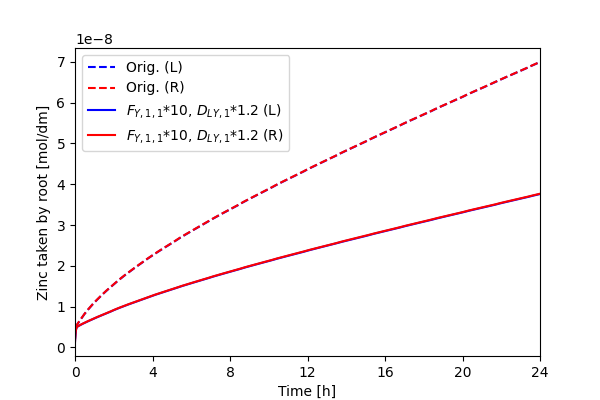 1e−8
7
6
5
4
3
2
1
0
Zinc taken by root [mol/dm]
Orig. (L)
Orig. (R)
F_{Y,1,1}*10, D_{LY,1}*1.2 (L)
F_{Y,1,1}*10, D_{LY,1}*1.2 (R)
0 4 8 12 16 20 24
Time [h]